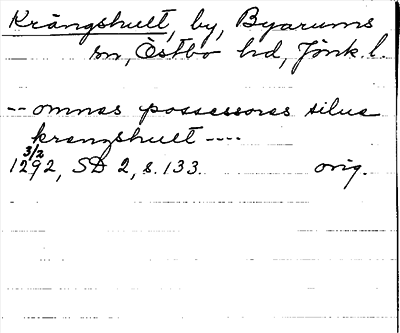 Krängshult, by, Byarums
sn, Östbo hd, Jönk. l.
-- omnes possessores silue
krengshult ----
3/2
1292, SD 2, s. 133. orig.